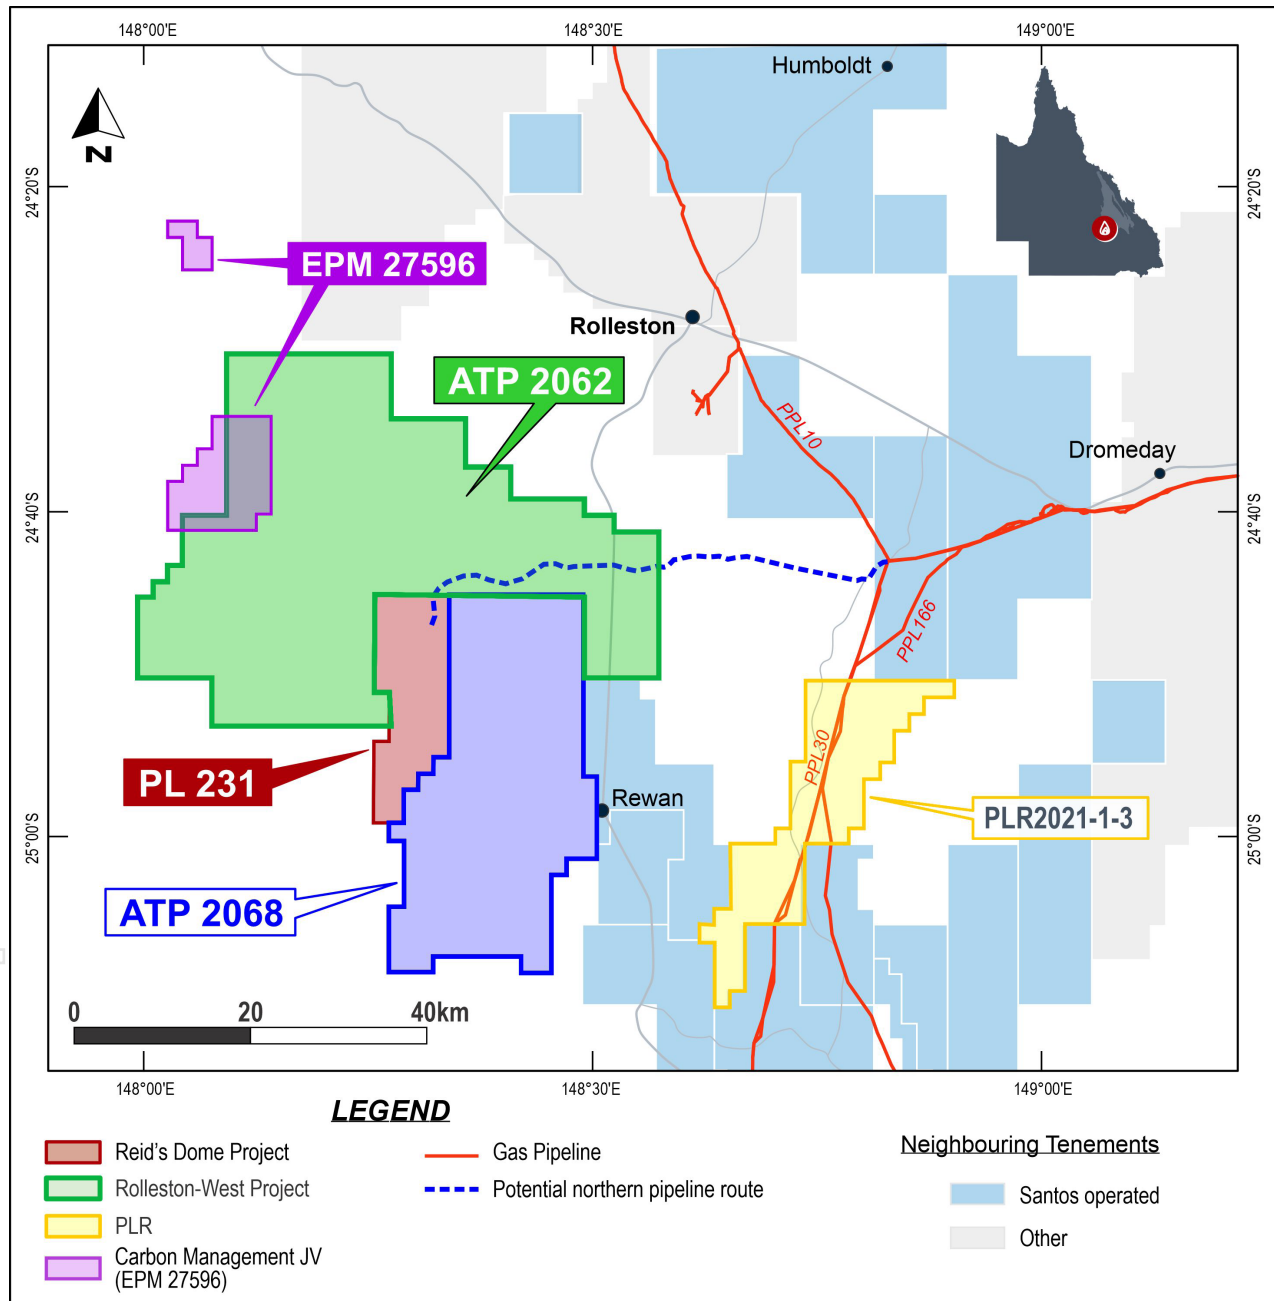 148°00'E
148°30'E
149°00'E
Humboldt
N
24°20'S
24°20'S
EPM 27596
Rolleston
ATP 2062
PPL10
Dromeday
24°40'S
24°40'S
PPL166
PL 231
PPL30
Rewan
PLR2021-1-3
25°00'S
25°00'S
ATP 2068
0
20
40km
148°00'E
148°30'E
149°00'E
LEGEND
Reid's Dome Project
Rolleston-West Project
PLR
Carbon Management JV
(EPM 27596)
Gas Pipeline
Potential northern pipeline route
Neighbouring Tenements
Santos operated
Other